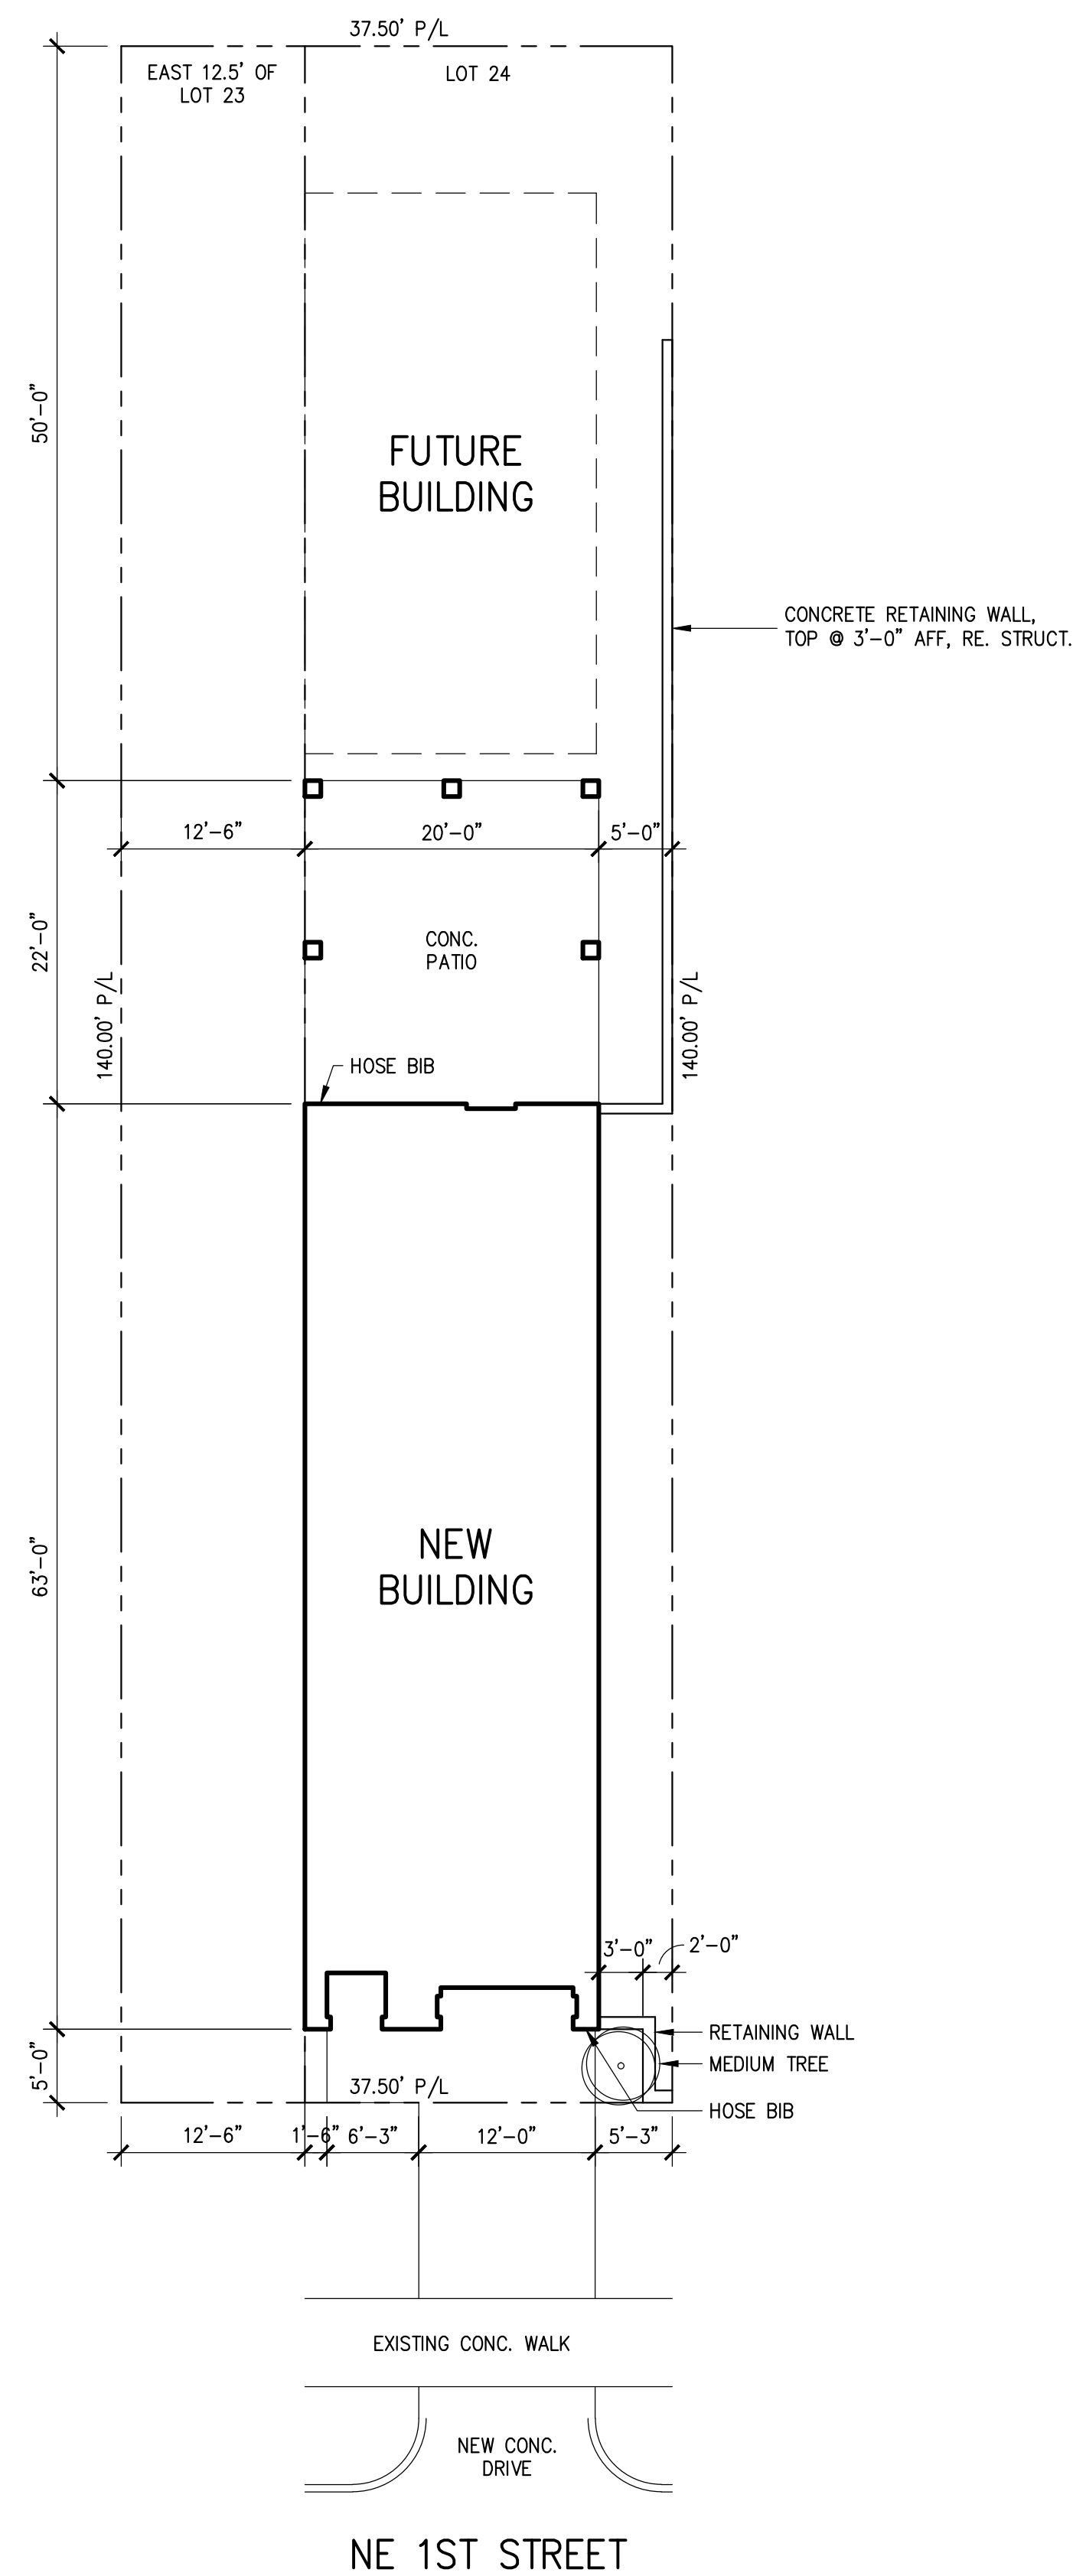 37.50' P/L
EAST 12.5' OF
LOT 23
LOT 24
50'-0"
FUTURE
BUILDING
CONCRETE RETAINING WALL,
TOP @ 3'-0" AFF, RE. STRUCT.
12'-6"
20'-0"
5'-0"
22'-0"
CONC.
PATIO
140.00' P/L
140.00' P/L
HOSE BIB
63'-0"
NEW
BUILDING
3'-0"
2'-0"
RETAINING WALL
MEDIUM TREE
HOSE BIB
5'-0"
37.50' P/L
12'-6"
1'-6"
6'-3"
12'-0"
5'-3"
EXISTING CONC. WALK
NEW CONC.
DRIVE
NE 1ST STREET